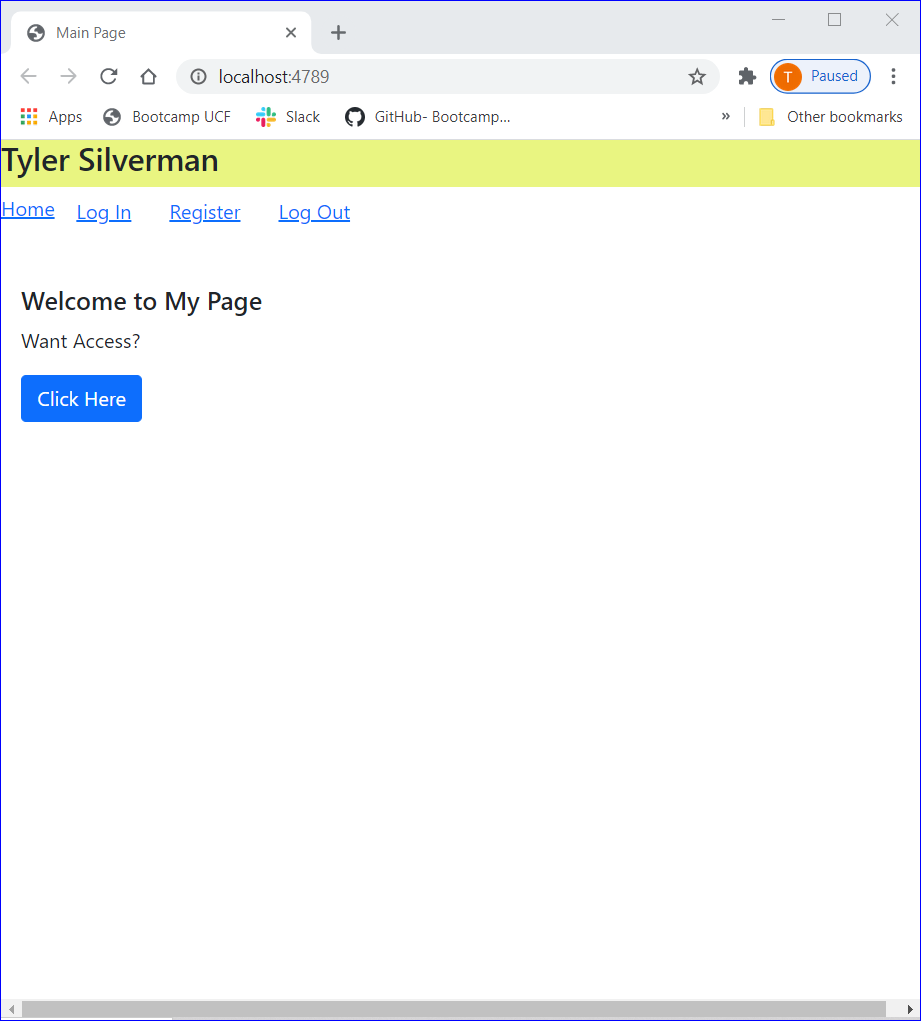 Main Page
localhost:4789
T Paused
Apps Bootcamp UCF Slack GitHub- Bootcamp... » Other bookmarks
Tyler Silverman
Home Log In Register Log Out
Welcome to My Page
Want Access?
Click Here